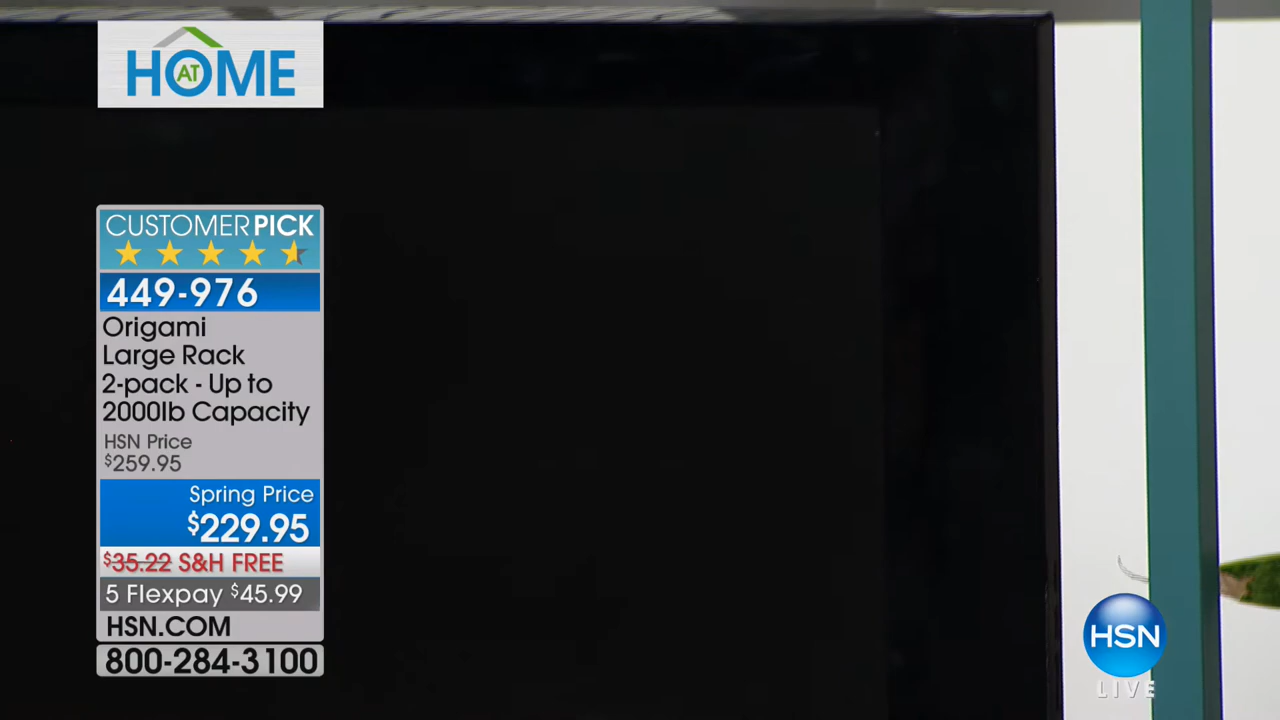 HOME
AT
CUSTOMER PICK
449-976
Origami
Large Rack
2-pack - Up to
2000lb Capacity
HSN Price
$259.95
Spring Price
$229.95
$35.22 S&H FREE
5 Flexpay $45.99
HSN.COM
800-284-3100
HSN
LIVE